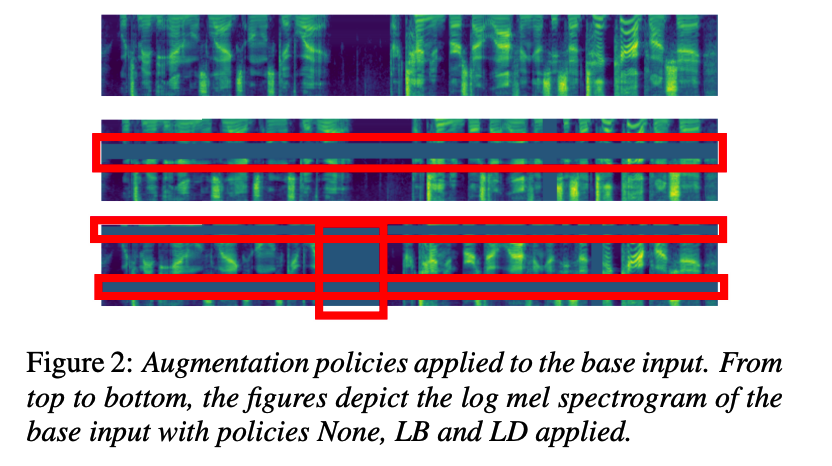 Figure 2: Augmentation policies applied to the base input. From
top to bottom, the figures depict the log mel spectrogram of the
base input with policies None, LB and LD applied.